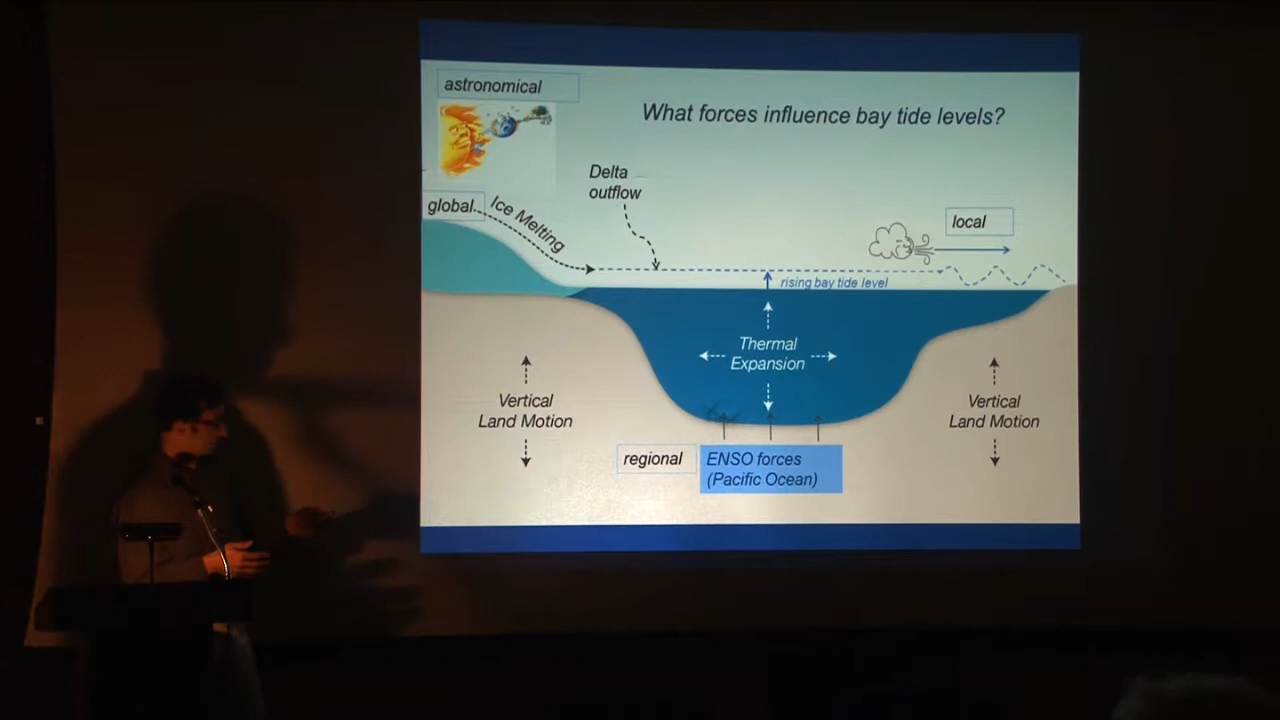 astronomical
What forces influence bay tide levels?
Delta
outflow
global
Ice Melting
local
rising bay tide level
Thermal
Expansion
Vertical
Land Motion
Vertical
Land Motion
regional
ENSO forces
(Pacific Ocean)